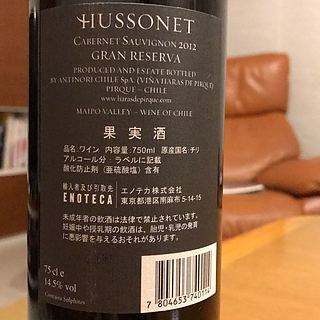 HUSSONET
CABERNET SAUVIGNON 2012
GRAN RESERVA
PRODUCED AND ESTATE BOTTLED
BY ANTINORI CHILE SpA. (VIÑA HARAS DE PIRQUE)
PIRQUE – CHILE
www.harasdepirque.com
MAIPO VALLEY – WINE OF CHILE
果実酒
品名:ワイン 内容量:750ml 原産国名:チリ
アルコール分:ラベルに記載
酸化防止剤(亜硫酸塩)含有
輸入者及び引取先 エノテカ株式会社
ENOTECA 東京都港区南麻布 5-14-15
未成年者の飲酒は法律で禁止されています。
妊娠中や授乳期の飲酒は、胎児・乳児の発育
に悪影響を与えるおそれがあります。
75 cl e
14.5% vol
Contains Sulphites
7 804653 740114